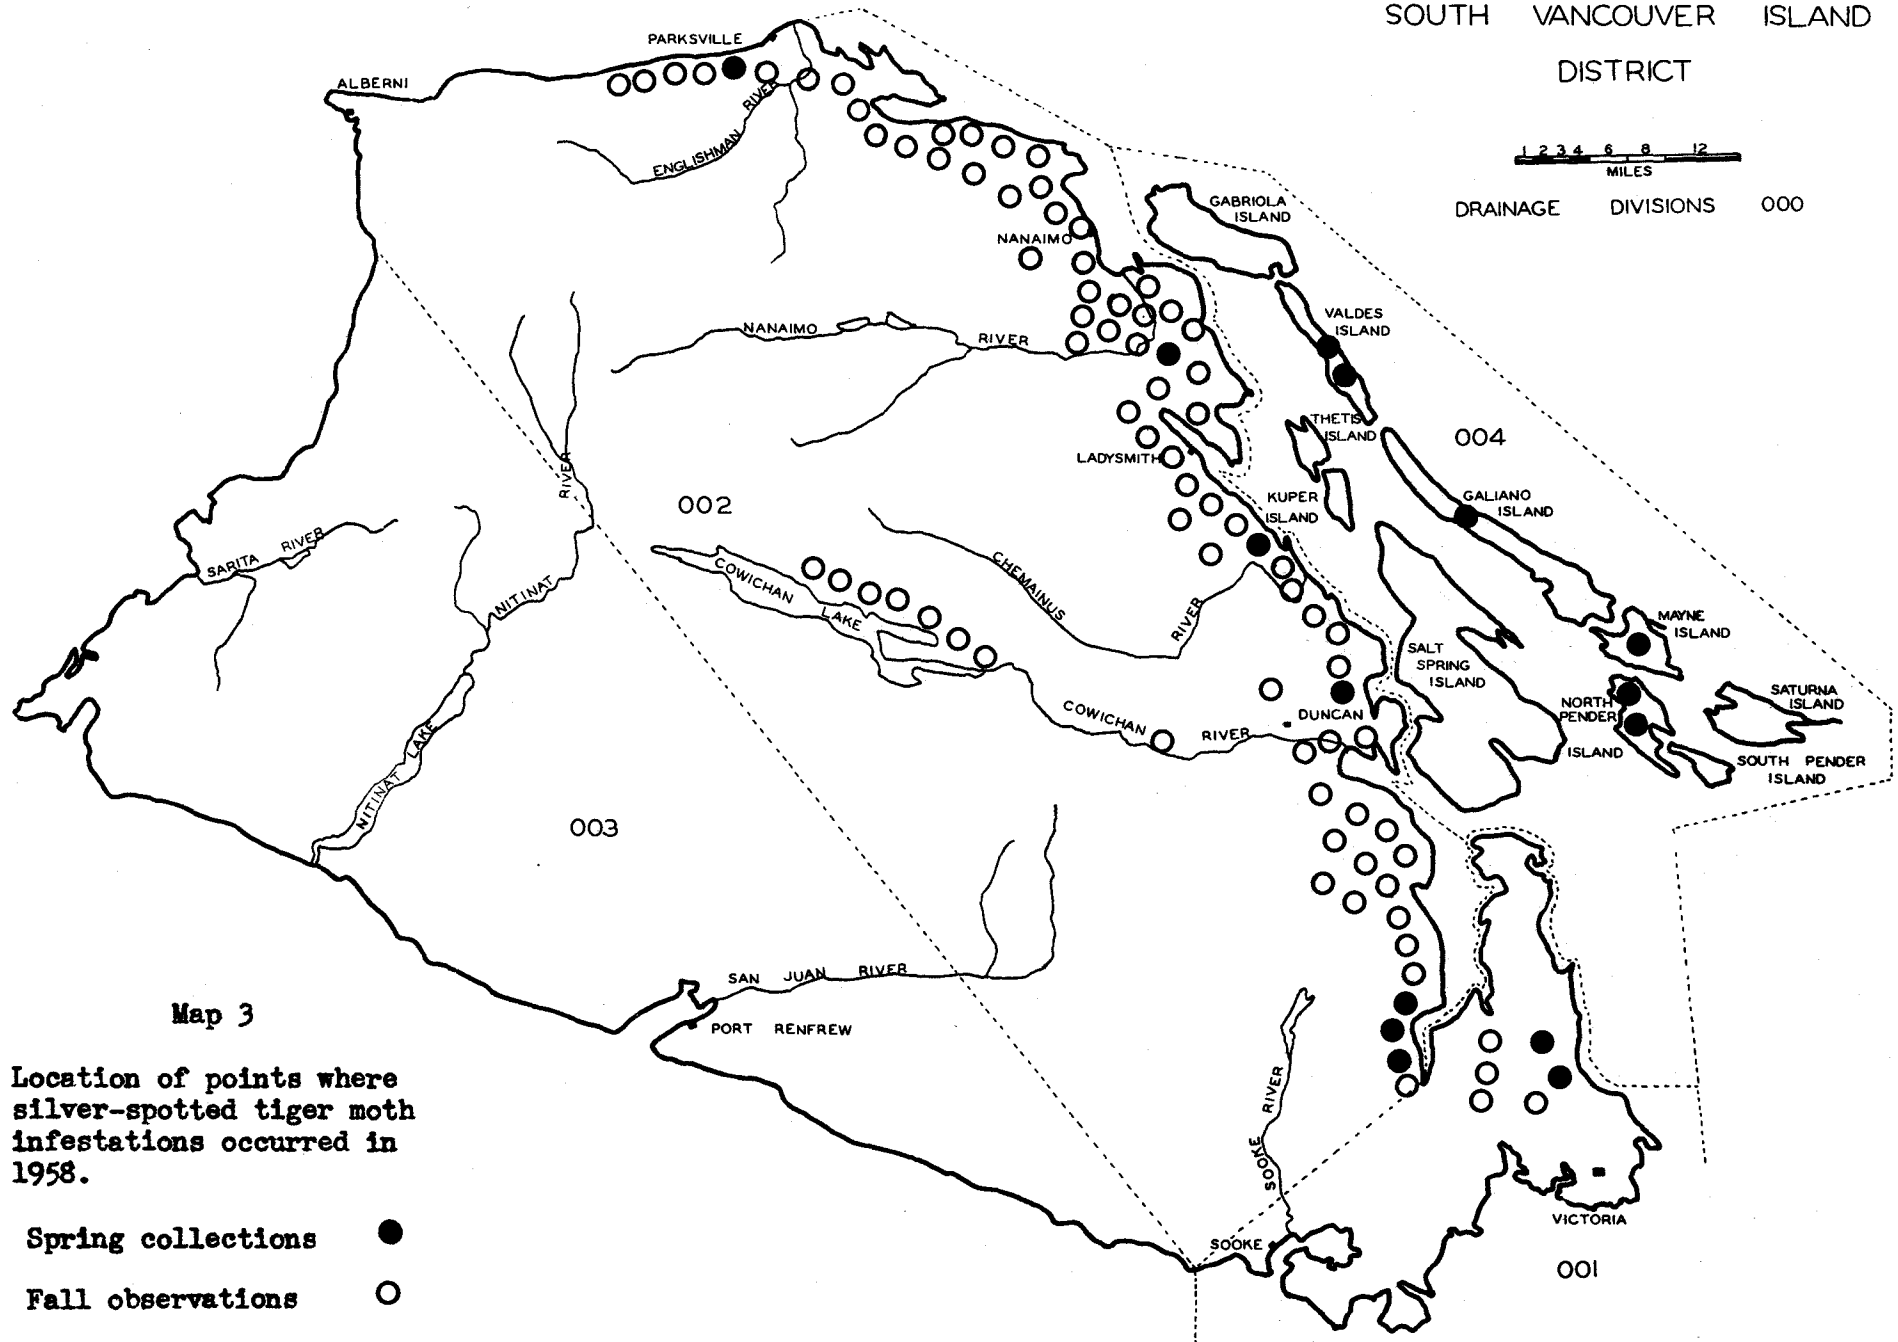 SOUTH VANCOUVER ISLAND
DISTRICT
1 2 3 4 6 8 12
MILES
DRAINAGE DIVISIONS 000
PARKSVILLE
ALBERNI
ENGLISHMAN RIVER
GABRIOLA
ISLAND
NANAIMO
VALDES
ISLAND
NANAIMO RIVER
THETIS
ISLAND
004
LADYSMITH
RIVER
002
KUPER
ISLAND
GALIANO
ISLAND
SARITA RIVER
COWICHAN
LAKE
CHEMAINUS
RIVER
NITINAT
MAYNE
ISLAND
SALT
SPRING
ISLAND
NORTH
PENDER
ISLAND
SATURNA
ISLAND
DUNCAN
COWICHAN RIVER
SOUTH PENDER
ISLAND
NITINAT LAKE
003
SAN JUAN RIVER
PORT RENFREW
SOOKE RIVER
SOOKE
VICTORIA
001
Map 3
Location of points where
silver-spotted tiger moth
infestations occurred in
1958.
Spring collections
Fall observations